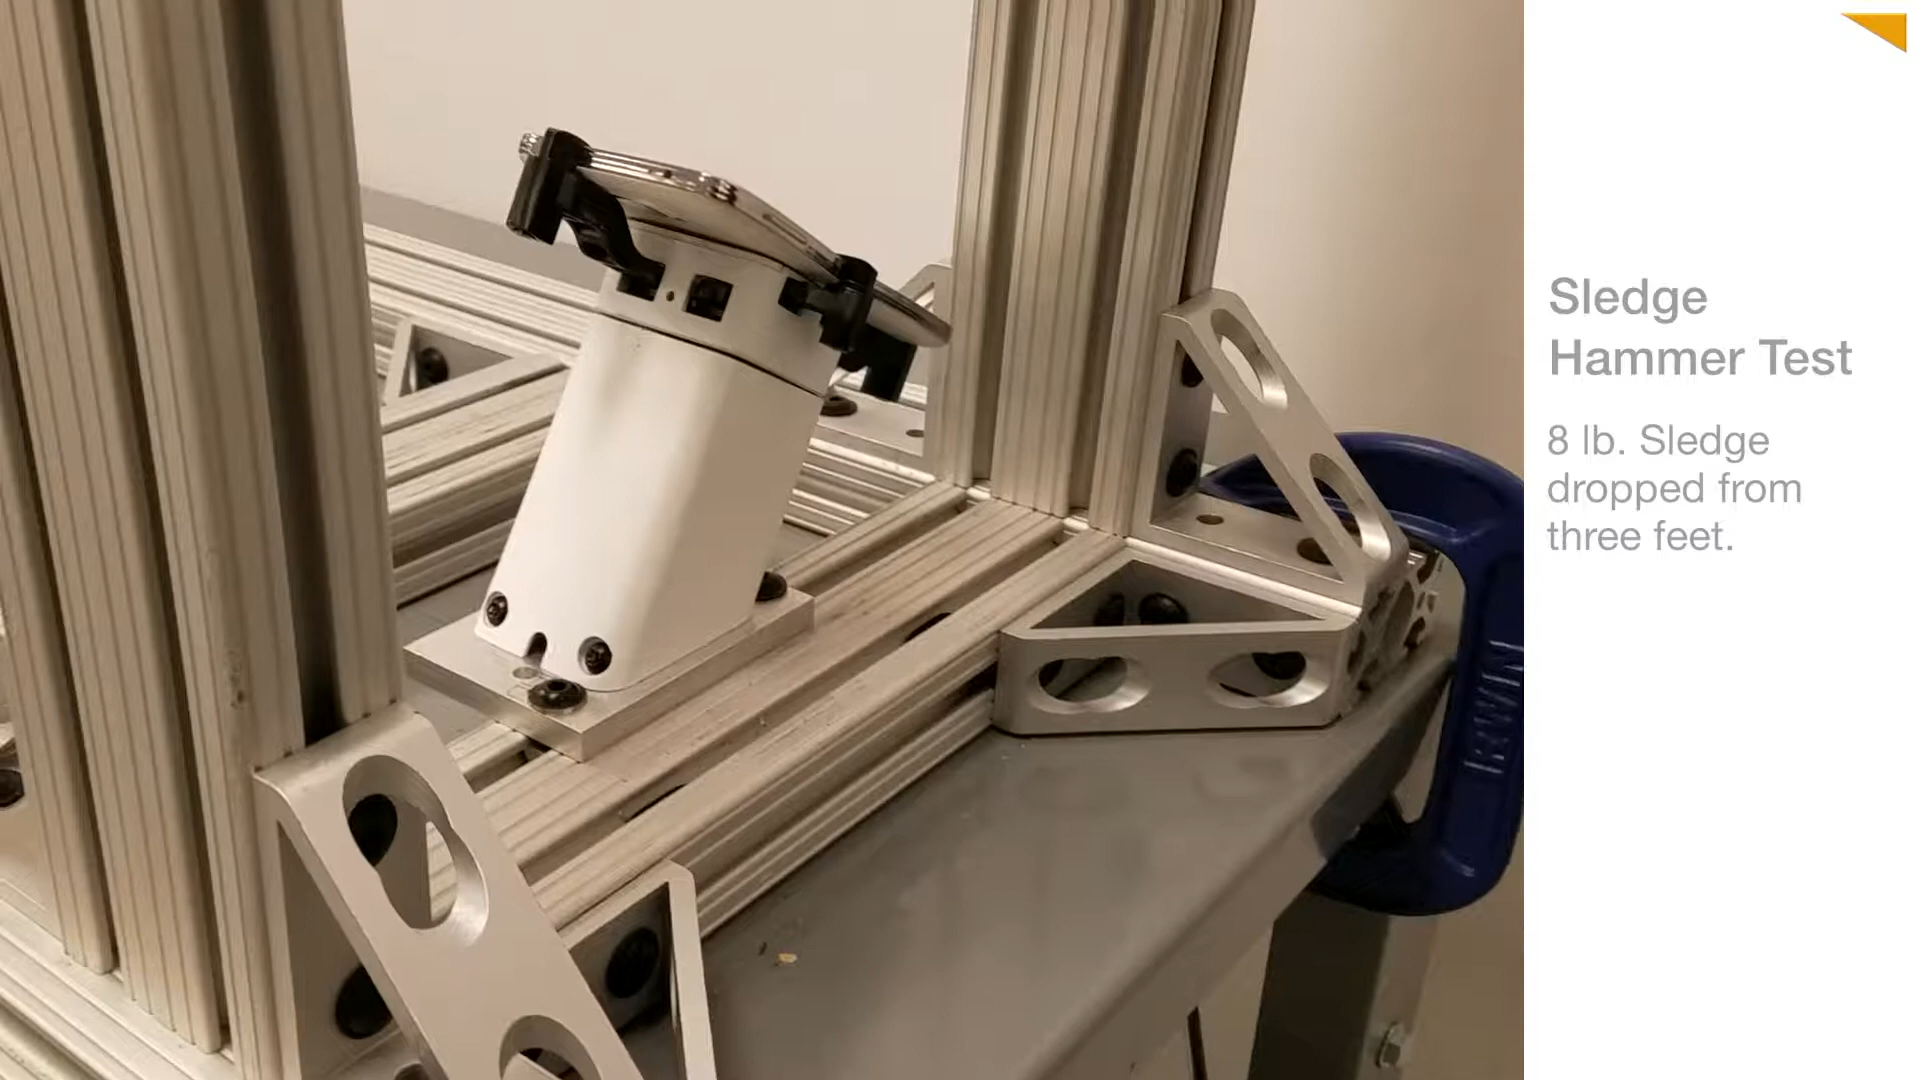 Sledge
Hammer Test
8 lb. Sledge
dropped from
three feet.
IRWIN